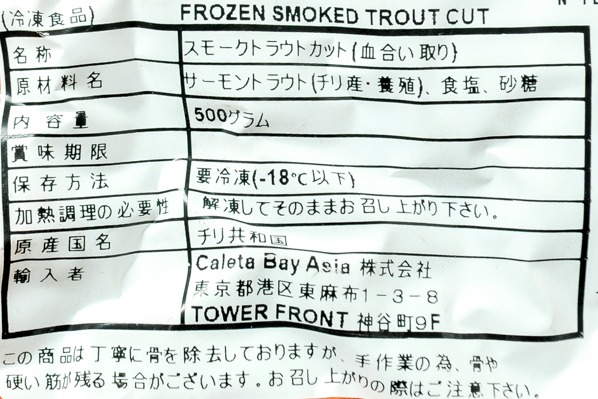 (冷凍食品) FROZEN SMOKED TROUT CUT
名称 スモークトラウトカット(血合い取り)
原材料名 サーモントラウト(チリ産・養殖)、食塩、砂糖
内容量 500グラム
賞味期限
保存方法 要冷凍(-18℃以下)
加熱調理の必要性 解凍してそのままお召し上がり下さい。
原産国名 チリ共和国
輸入者 Caleta Bay Asia 株式会社
東京都港区東麻布1-3-8
TOWER FRONT 神谷町9F
この商品は丁寧に骨を除去しておりますが、手作業の為、骨や
硬い筋が残る場合がございます。お召し上がりの際はご注意下さい。